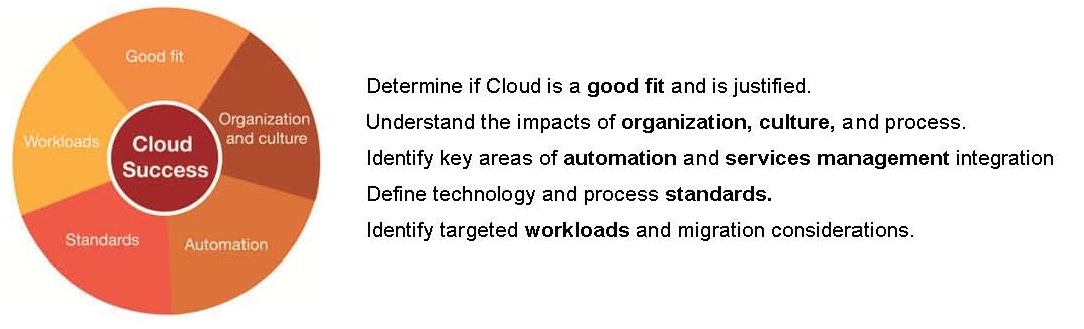 Good fit
Organization
and culture
Workloads
Cloud
Success
Standards
Automation
Determine if Cloud is a good fit and is justified.
Understand the impacts of organization, culture, and process.
Identify key areas of automation and services management integration
Define technology and process standards.
Identify targeted workloads and migration considerations.